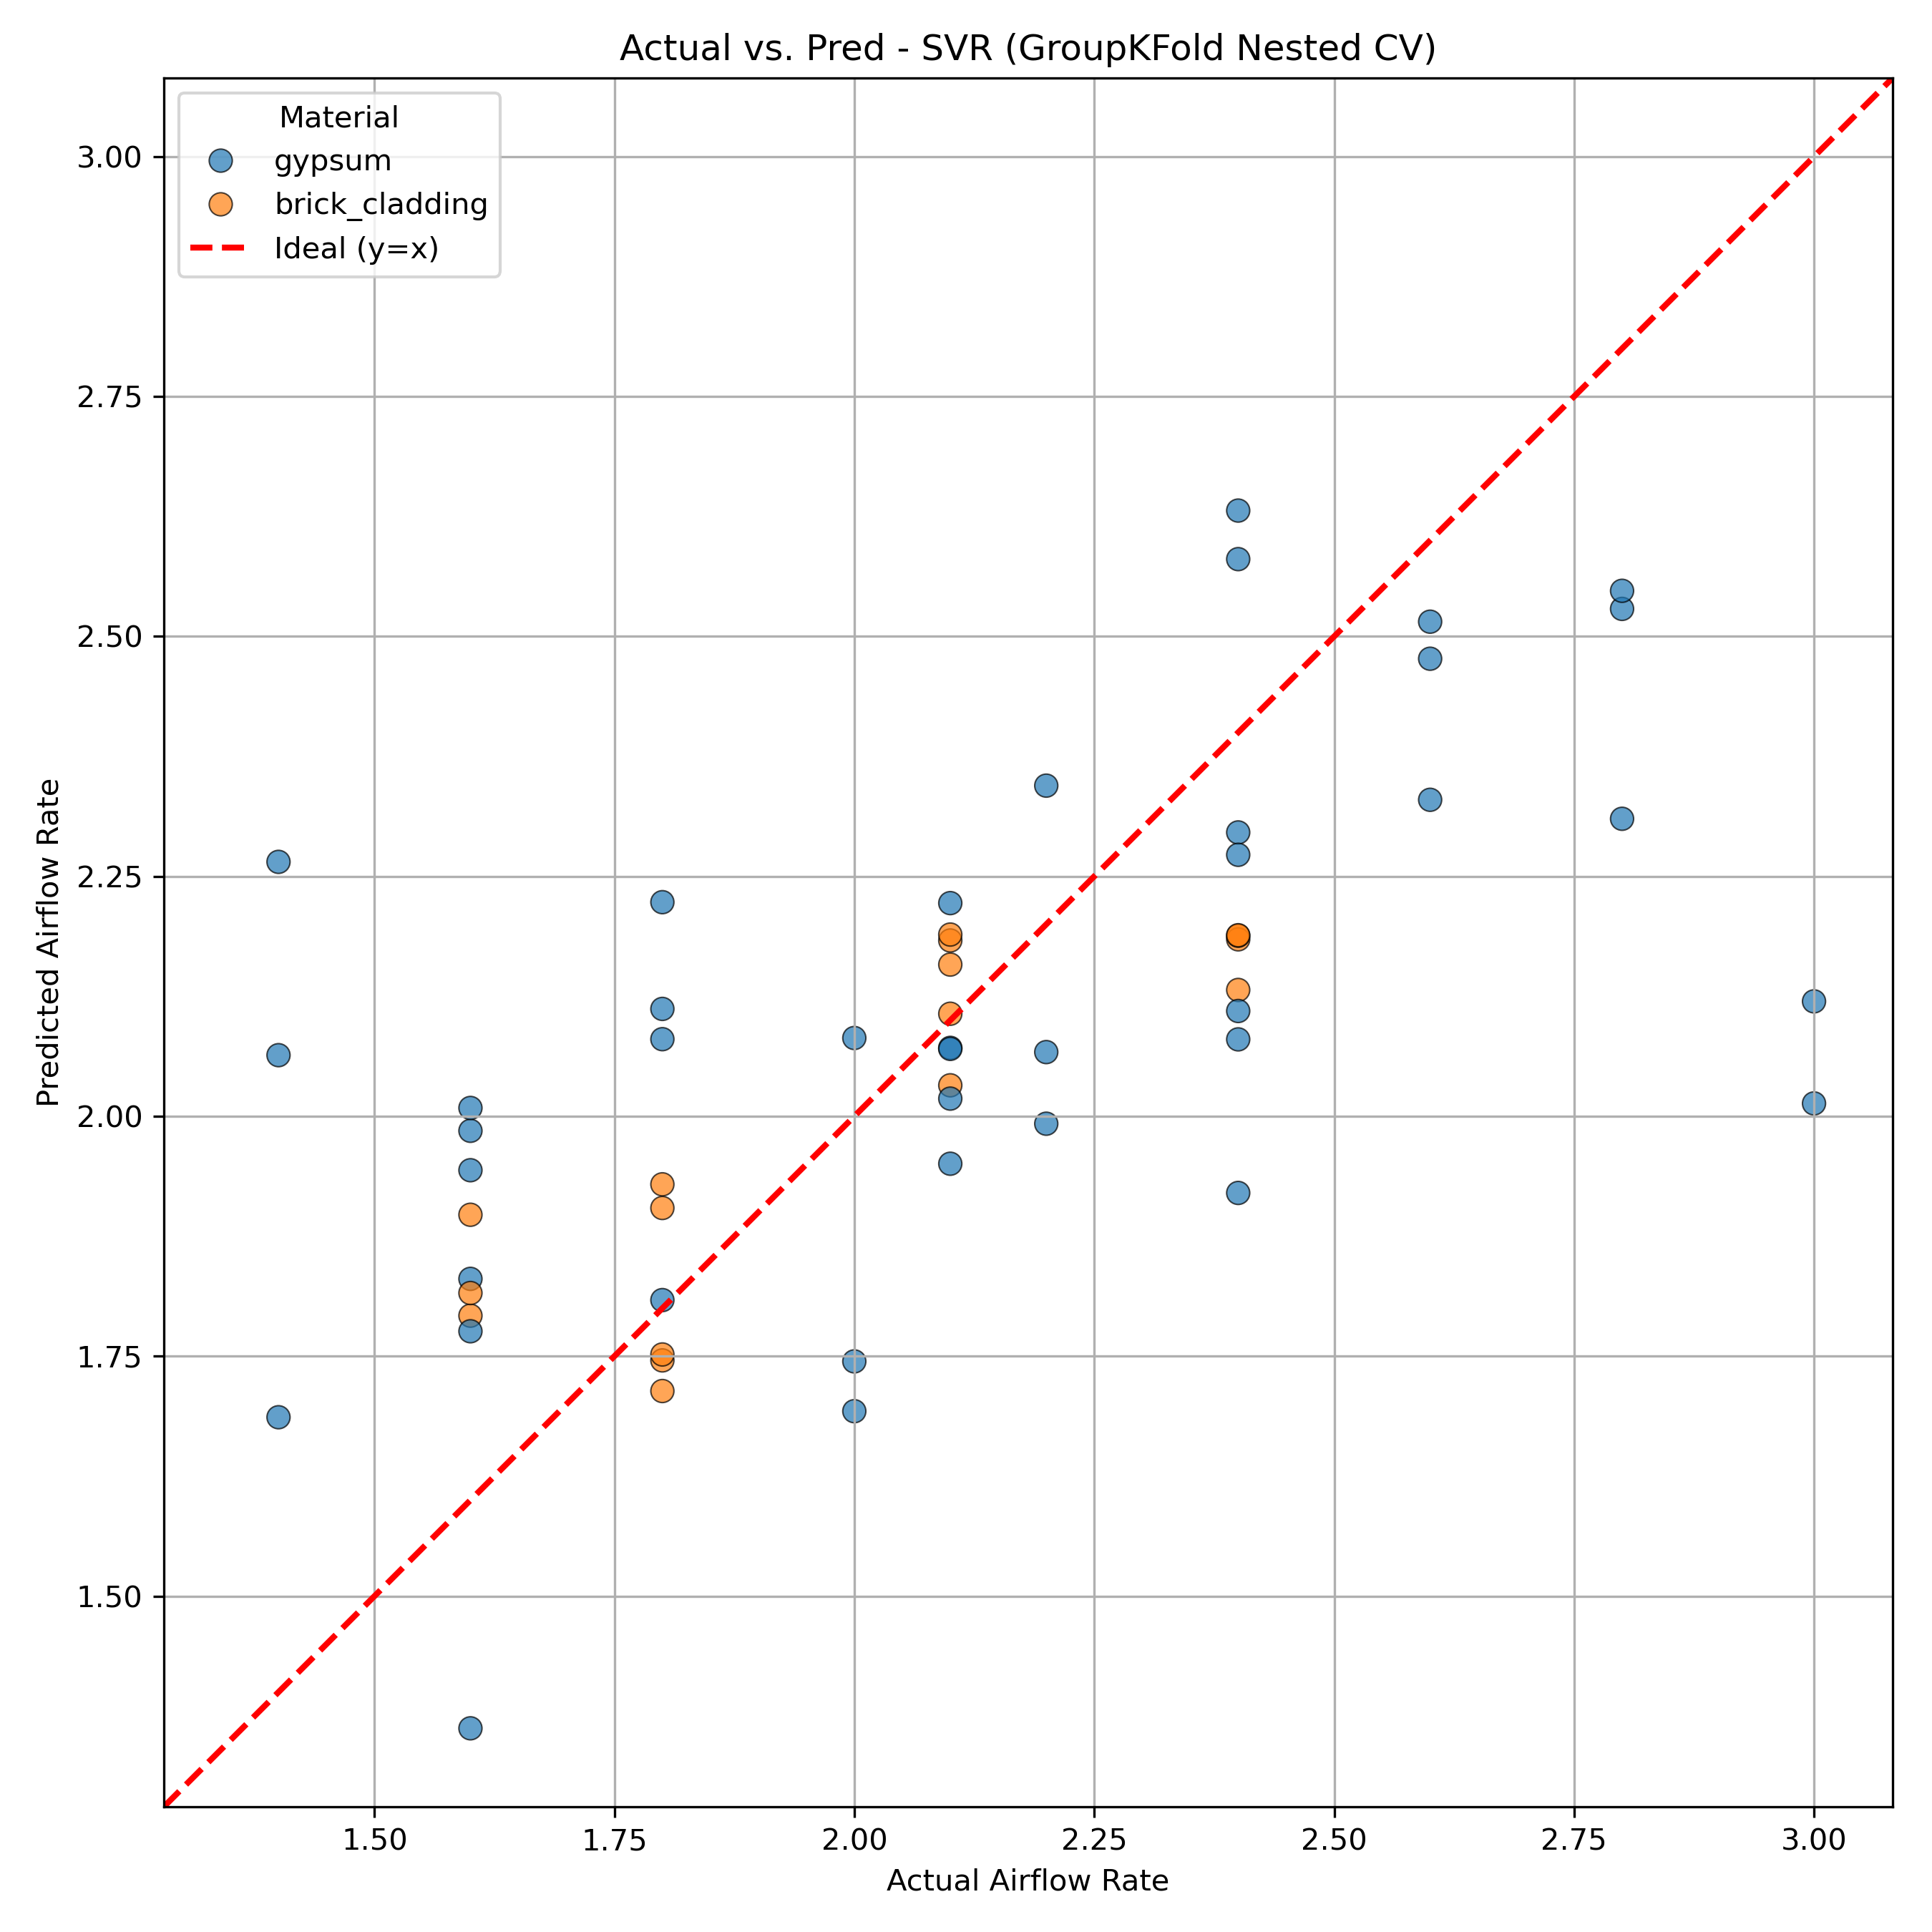 Actual vs. Pred - SVR (GroupKFold Nested CV)
Material
gypsum
brick_cladding
Ideal (y=x)
Predicted Airflow Rate
3.00
2.75
2.50
2.25
2.00
1.75
1.50
1.50 1.75 2.00 2.25 2.50 2.75 3.00
Actual Airflow Rate